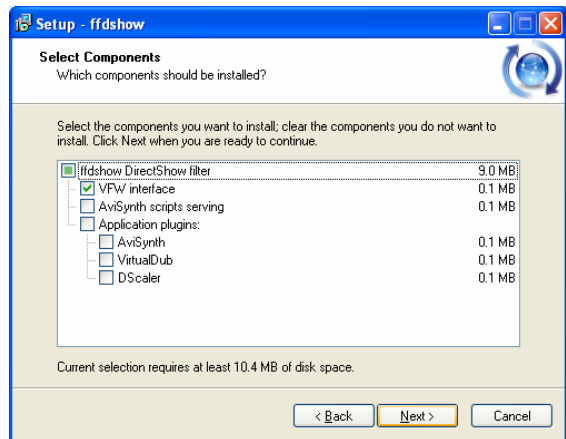 Setup - ffdshow
Select Components
Which components should be installed?
Select the components you want to install; clear the components you do not want to
install. Click Next when you are ready to continue.
ffdshow DirectShow filter 9.0 MB
VFW interface 0.1 MB
AviSynth scripts serving 0.1 MB
Application plugins:
AviSynth 0.1 MB
VirtualDub 0.1 MB
DScaler 0.1 MB
Current selection requires at least 10.4 MB of disk space.
< Back Next > Cancel